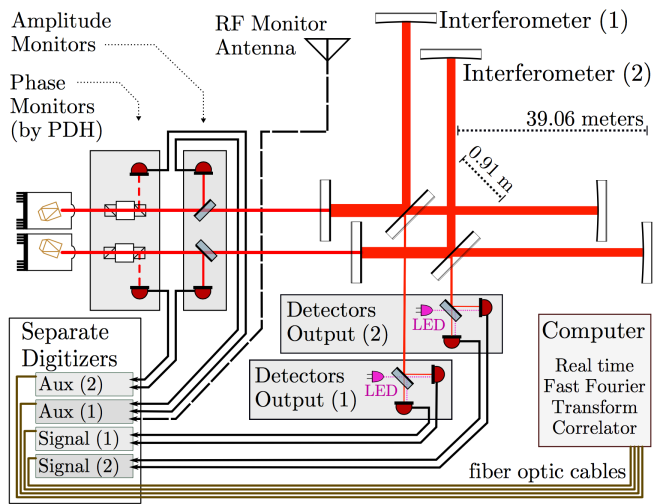 Amplitude
Monitors
Phase
Monitors
(by PDH)
RF Monitor
Antenna
Interferometer (1)
Interferometer (2)
39.06 meters
0.91 m
Detectors
Output (2)
LED
Detectors
Output (1)
LED
Separate
Digitizers
Aux (2)
Aux (1)
Signal (1)
Signal (2)
Computer
Real time
Fast Fourier
Transform
Correlator
fiber optic cables